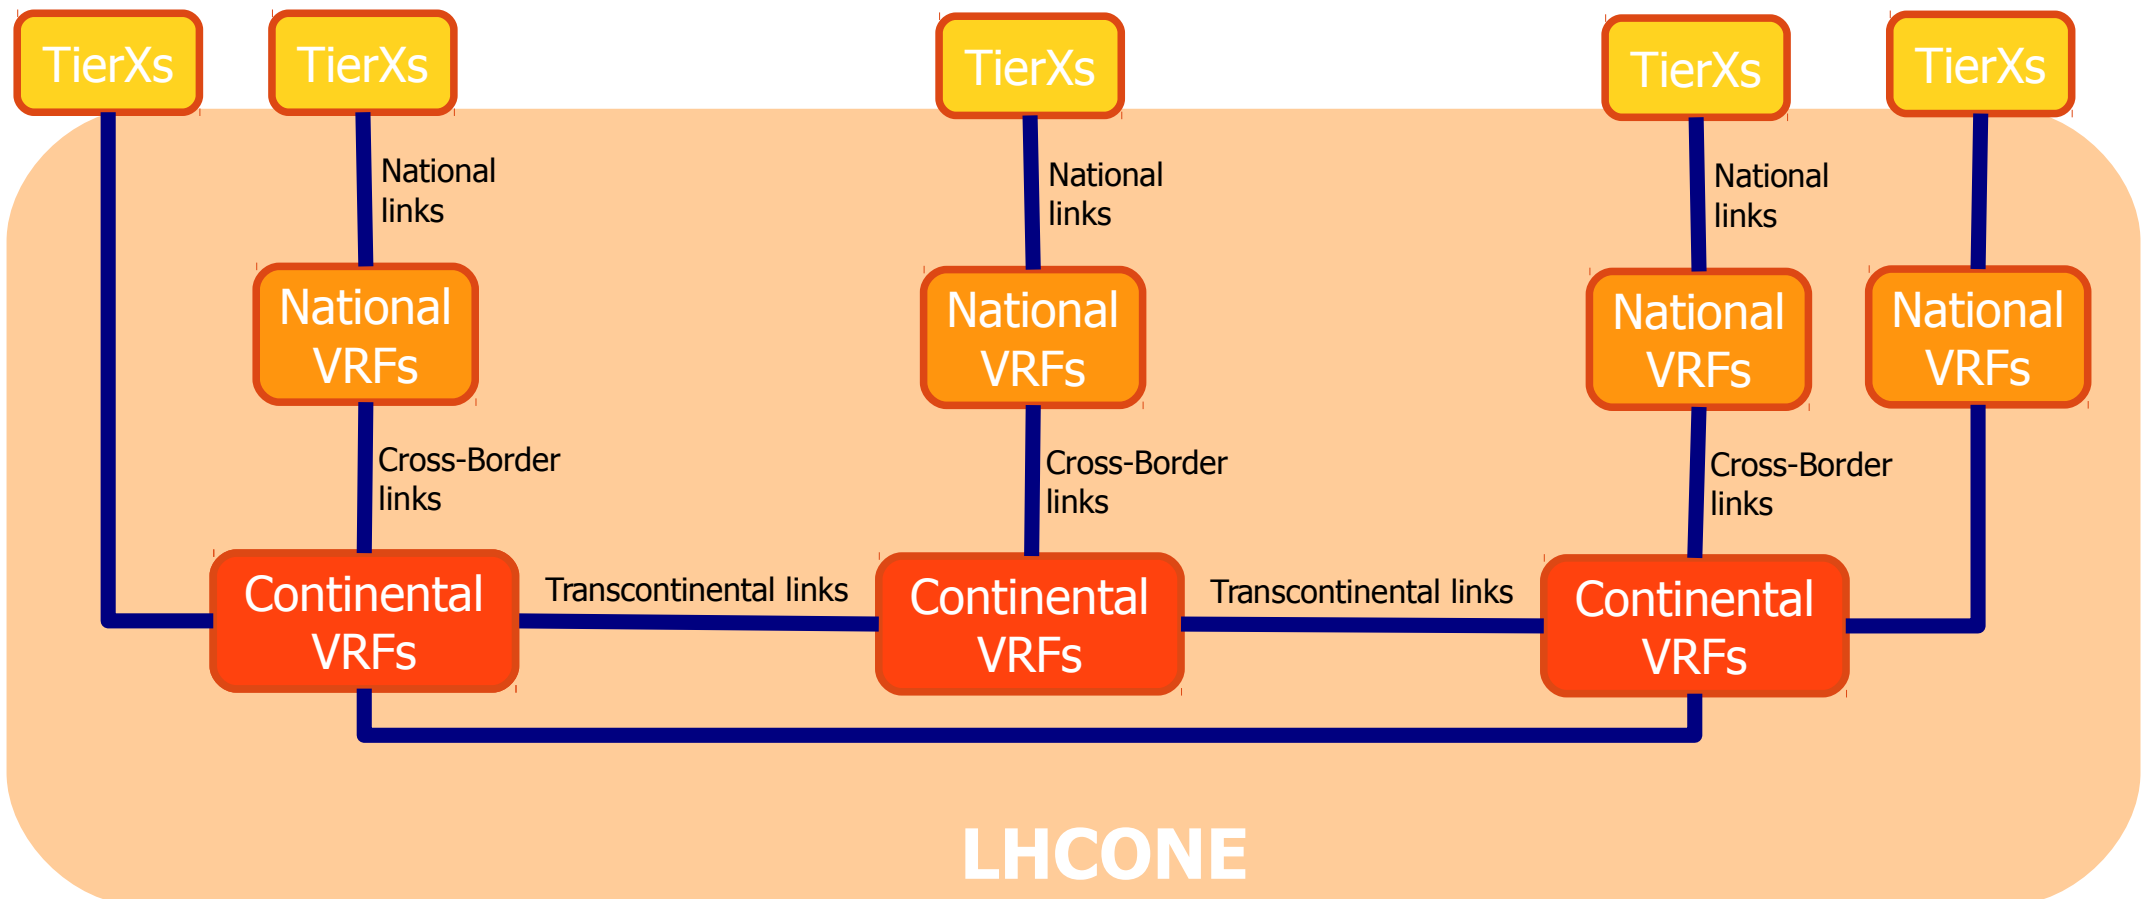 TierXs
TierXs
TierXs
TierXs
TierXs
National
links
National
links
National
links
National
VRFs
National
VRFs
National
VRFs
National
VRFs
Cross-Border
links
Cross-Border
links
Cross-Border
links
Continental
VRFs
Transcontinental links
Continental
VRFs
Transcontinental links
Continental
VRFs
LHCONE